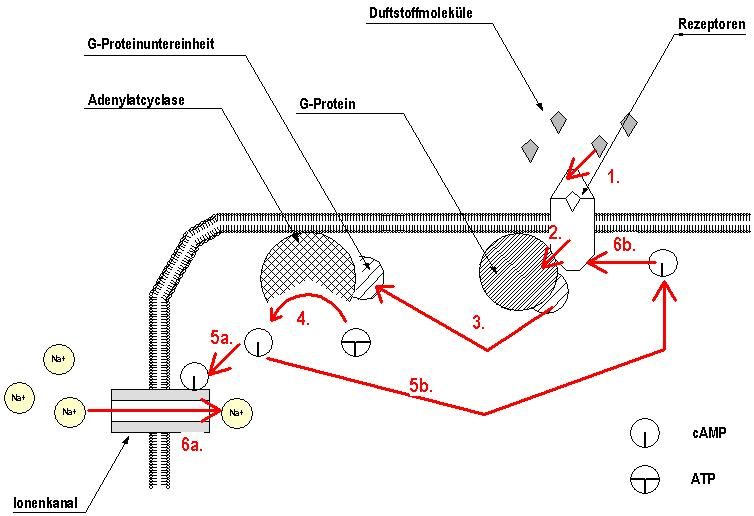 Duftstoffmoleküle
Rezeptoren
G-Proteinuntereinheit
Adenylatcyclase
G-Protein
1.
2.
6b.
3.
4.
5a.
5b.
Na+
Na+
Na+
Na+
6a.
cAMP
ATP
Ionenkanal